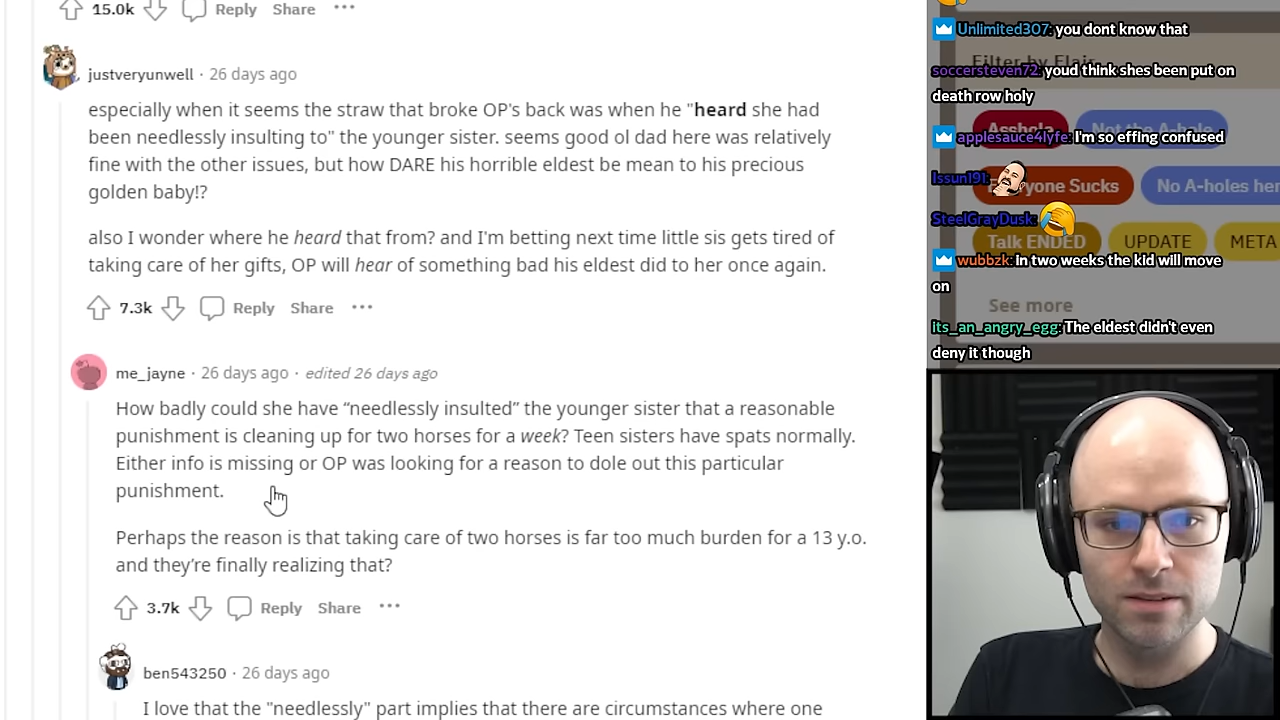 15.0k Reply Share ...
justveryunwell · 26 days ago
especially when it seems the straw that broke OP's back was when he "heard she had
been needlessly insulting to" the younger sister. seems good ol dad here was relatively
fine with the other issues, but how DARE his horrible eldest be mean to his precious
golden baby!?
also I wonder where he heard that from? and I'm betting next time little sis gets tired of
taking care of her gifts, OP will hear of something bad his eldest did to her once again.
7.3k Reply Share ...
me_jayne · 26 days ago · edited 26 days ago
How badly could she have “needlessly insulted” the younger sister that a reasonable
punishment is cleaning up for two horses for a week? Teen sisters have spats normally.
Either info is missing or OP was looking for a reason to dole out this particular
punishment.
Perhaps the reason is that taking care of two horses is far too much burden for a 13 y.o.
and they’re finally realizing that?
3.7k Reply Share ...
ben543250 · 26 days ago
I love that the "needlessly" part implies that there are circumstances where one
Unlimited307: you dont know that
Filter by Flair
soccersteven72: youd think shes been put on
death row holy
Asshole Not the A-hole
applesauce4lyfe: I'm so effing confused
Issun191:
Everyone Sucks No A-holes her
SteelGrayDusk:
Talk ENDED UPDATE META
wubbzk: in two weeks the kid will move
on
See more
its_an_angry_egg: The eldest didn't even
deny it though